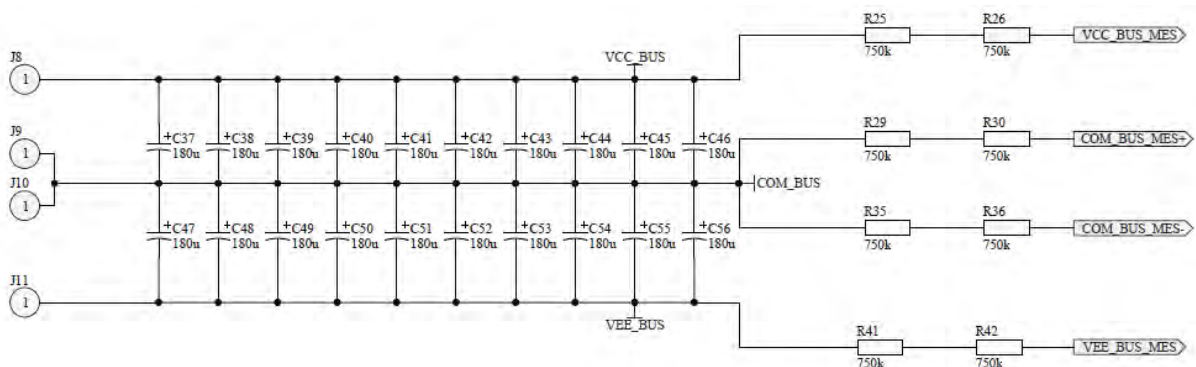 R25 R26
VCC_BUS_MES
750k 750k
J8
1
VCC_BUS
R29 R30
COM_BUS_MES+
750k 750k
J9
1
+C37 +C38 +C39 +C40 +C41 +C42 +C43 +C44 +C45 +C46
180u 180u 180u 180u 180u 180u 180u 180u 180u 180u
J10
1
COM_BUS
R35 R36
COM_BUS_MES-
750k 750k
+C47 +C48 +C49 +C50 +C51 +C52 +C53 +C54 +C55 +C56
180u 180u 180u 180u 180u 180u 180u 180u 180u 180u
J11
1
VEE_BUS
R41 R42
VEE_BUS_MES
750k 750k